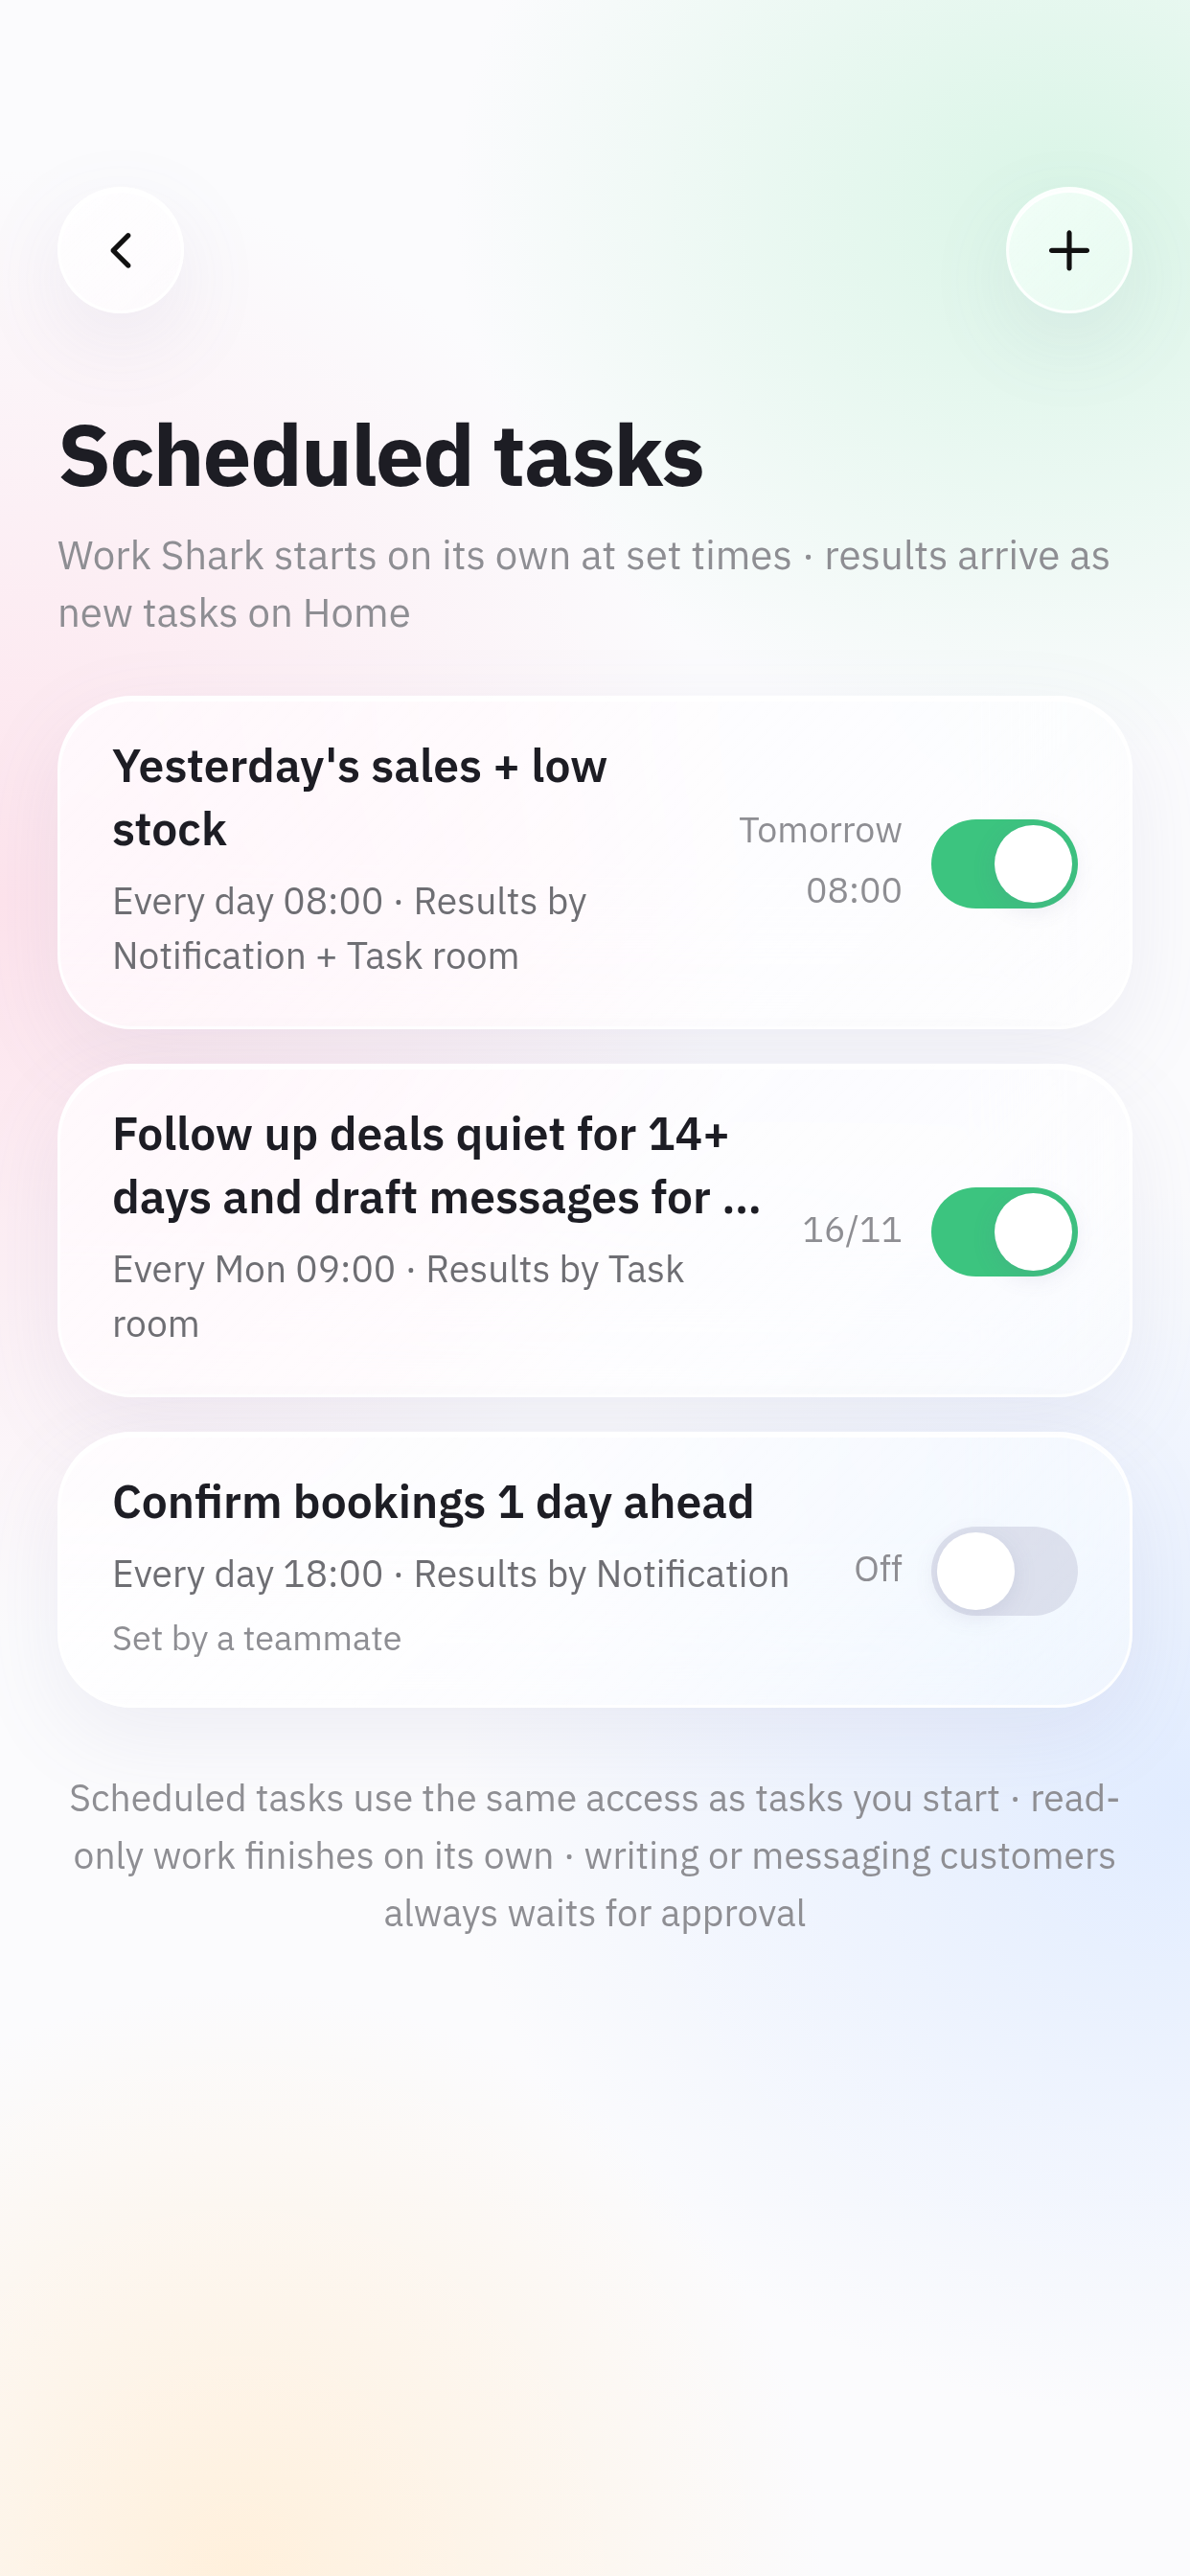 Scheduled tasks
Work Shark starts on its own at set times · results arrive as
new tasks on Home
Yesterday's sales + low
stock
Every day 08:00 · Results by
Notification + Task room
Tomorrow
08:00
Follow up deals quiet for 14+
days and draft messages for ...
Every Mon 09:00 · Results by Task
room
16/11
Confirm bookings 1 day ahead
Every day 18:00 · Results by Notification
Set by a teammate
Off
Scheduled tasks use the same access as tasks you start · read-
only work finishes on its own · writing or messaging customers
always waits for approval